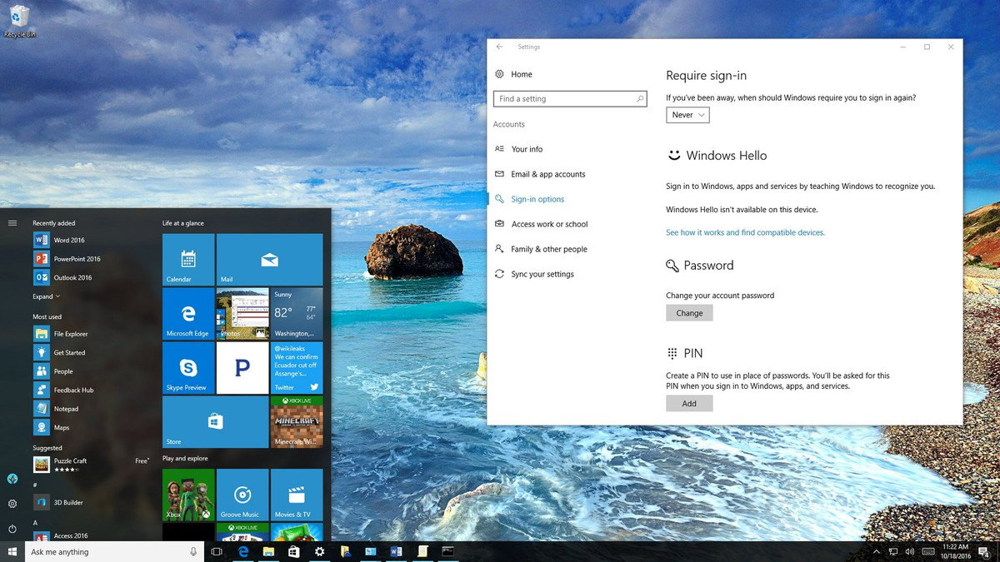 Recycle Bin
Settings
Home
Find a setting
Accounts
Your info
Email & app accounts
Sign-in options
Access work or school
Family & other people
Sync your settings
Require sign-in
If you've been away, when should Windows require you to sign in again?
Never
Windows Hello
Sign in to Windows, apps and services by teaching Windows to recognize you.
Windows Hello isn't available on this device.
See how it works and find compatible devices.
Password
Change your account password
Change
PIN
Create a PIN to use in place of passwords. You'll be asked for this
PIN when you sign in to Windows, apps, and services.
Add
Recently added
Word 2016
PowerPoint 2016
Outlook 2016
Expand
Most used
File Explorer
Get Started
People
Feedback Hub
Notepad
Maps
Suggested
Puzzle Craft
Free*
#
3D Builder
A
Access 2016
Life at a glance
Calendar
Mail
Microsoft Edge
Photos
Sunny
82°
77°
64°
Washington,...
Skype Preview
P
@wikileaks
We can confirm
Ecuador cut off
Assange's...
Twitter
Store
XBOX LIVE
MINECRAFT
Minecraft: Wi...
Play and explore
Xbox
Groove Music
Movies & TV
XBOX LIVE
Ask me anything
11:22 AM
10/18/2016
4